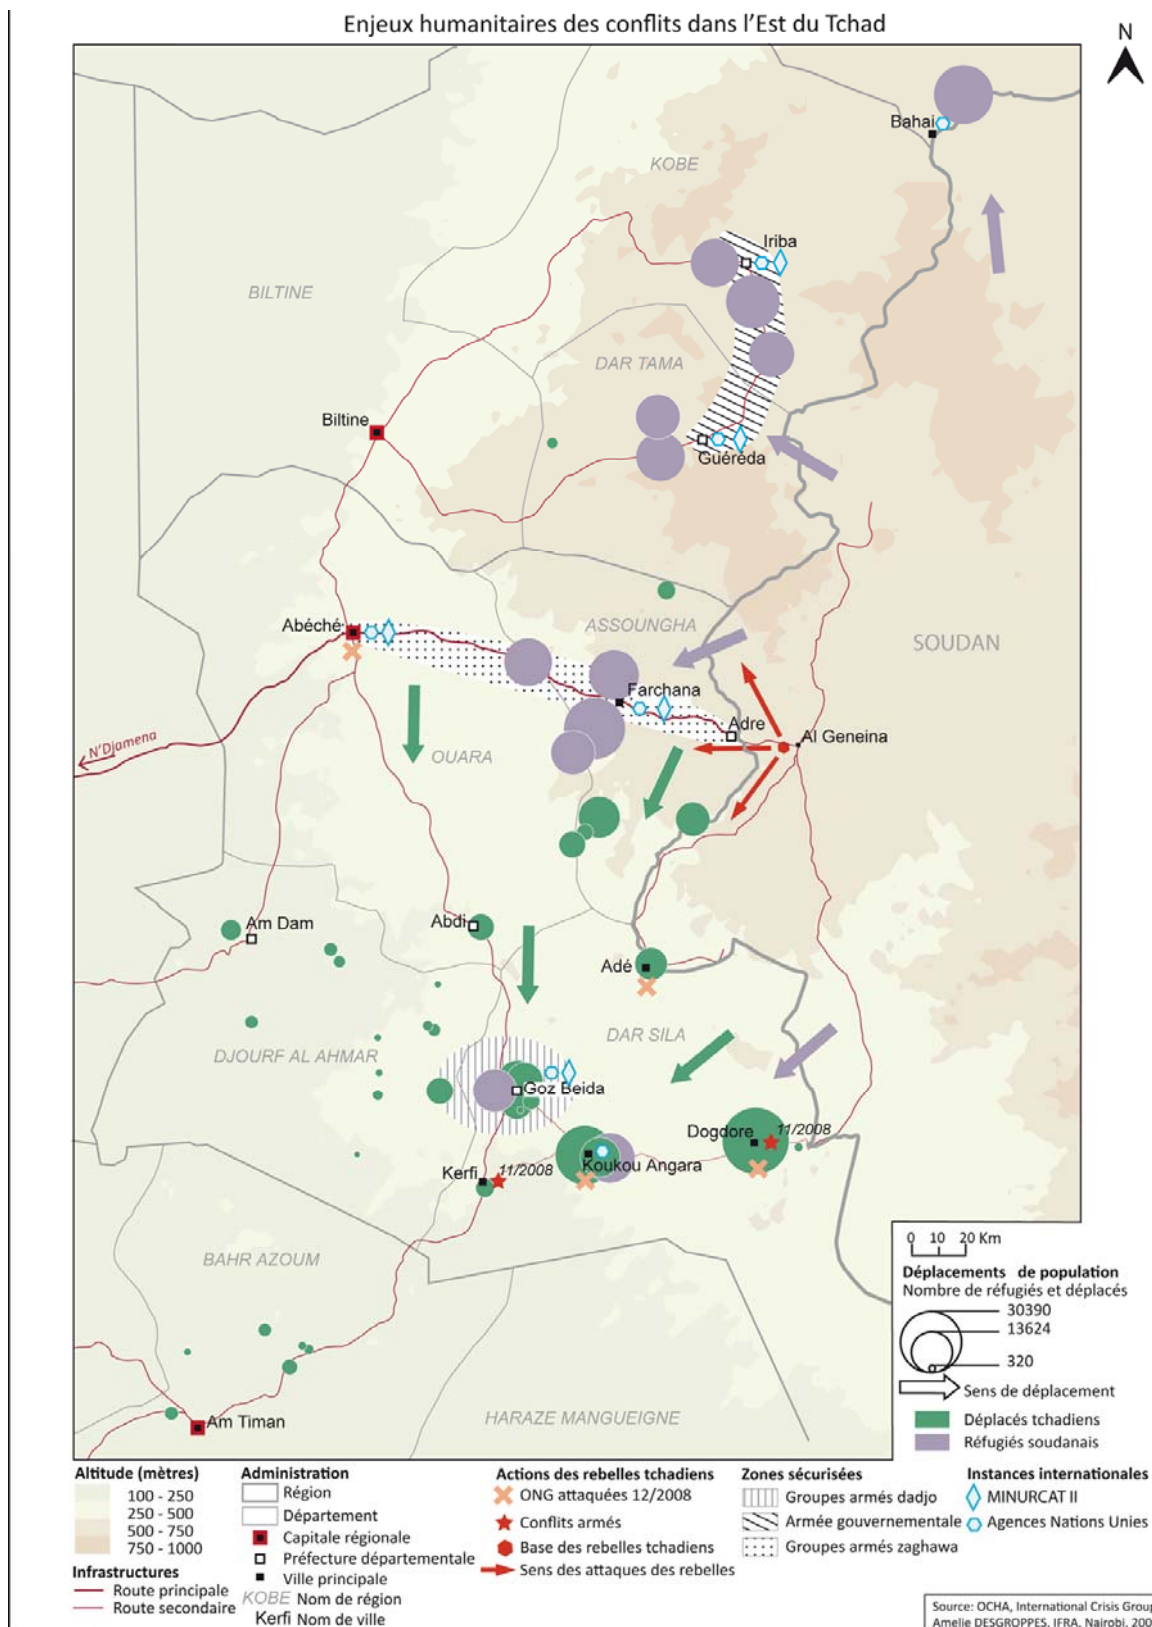 Enjeux humanitaires des conflits dans l'Est du Tchad
N
Bahai
KOBE
Iriba
BILTINE
DAR TAMA
Biltine
Guéréda
ASSOUNGHA
Abéché
SOUDAN
Farchana
Adre
Al Geneina
N'Djamena
OUARA
Am Dam
Abdi
Adé
DAR SILA
DJOURF AL AHMAR
Goz Beida
Dogdore
11/2008
Koukou Angara
Kerfi
11/2008
BAHR AZOUM
Am Timan
HARAZE MANGUEIGNE
0 10 20 Km
Déplacements de population
Nombre de réfugiés et déplacés
30390
13624
320
Sens de déplacement
Déplacés tchadiens
Réfugiés soudanais
Altitude (mètres)
100 - 250
250 - 500
500 - 750
750 - 1000
Infrastructures
Route principale
Route secondaire
Administration
Région
Département
Capitale régionale
Préfecture départementale
Ville principale
KOBE Nom de région
Kerfi Nom de ville
Actions des rebelles tchadiens
ONG attaquées 12/2008
Conflits armés
Base des rebelles tchadiens
Sens des attaques des rebelles
Zones sécurisées
Groupes armés dadjo
Armée gouvernementale
Groupes armés zaghawa
Instances internationales
MINURCAT II
Agences Nations Unies
Source: OCHA, International Crisis Group
Amelie DESGROPPES, IFRA, Nairobi, 200